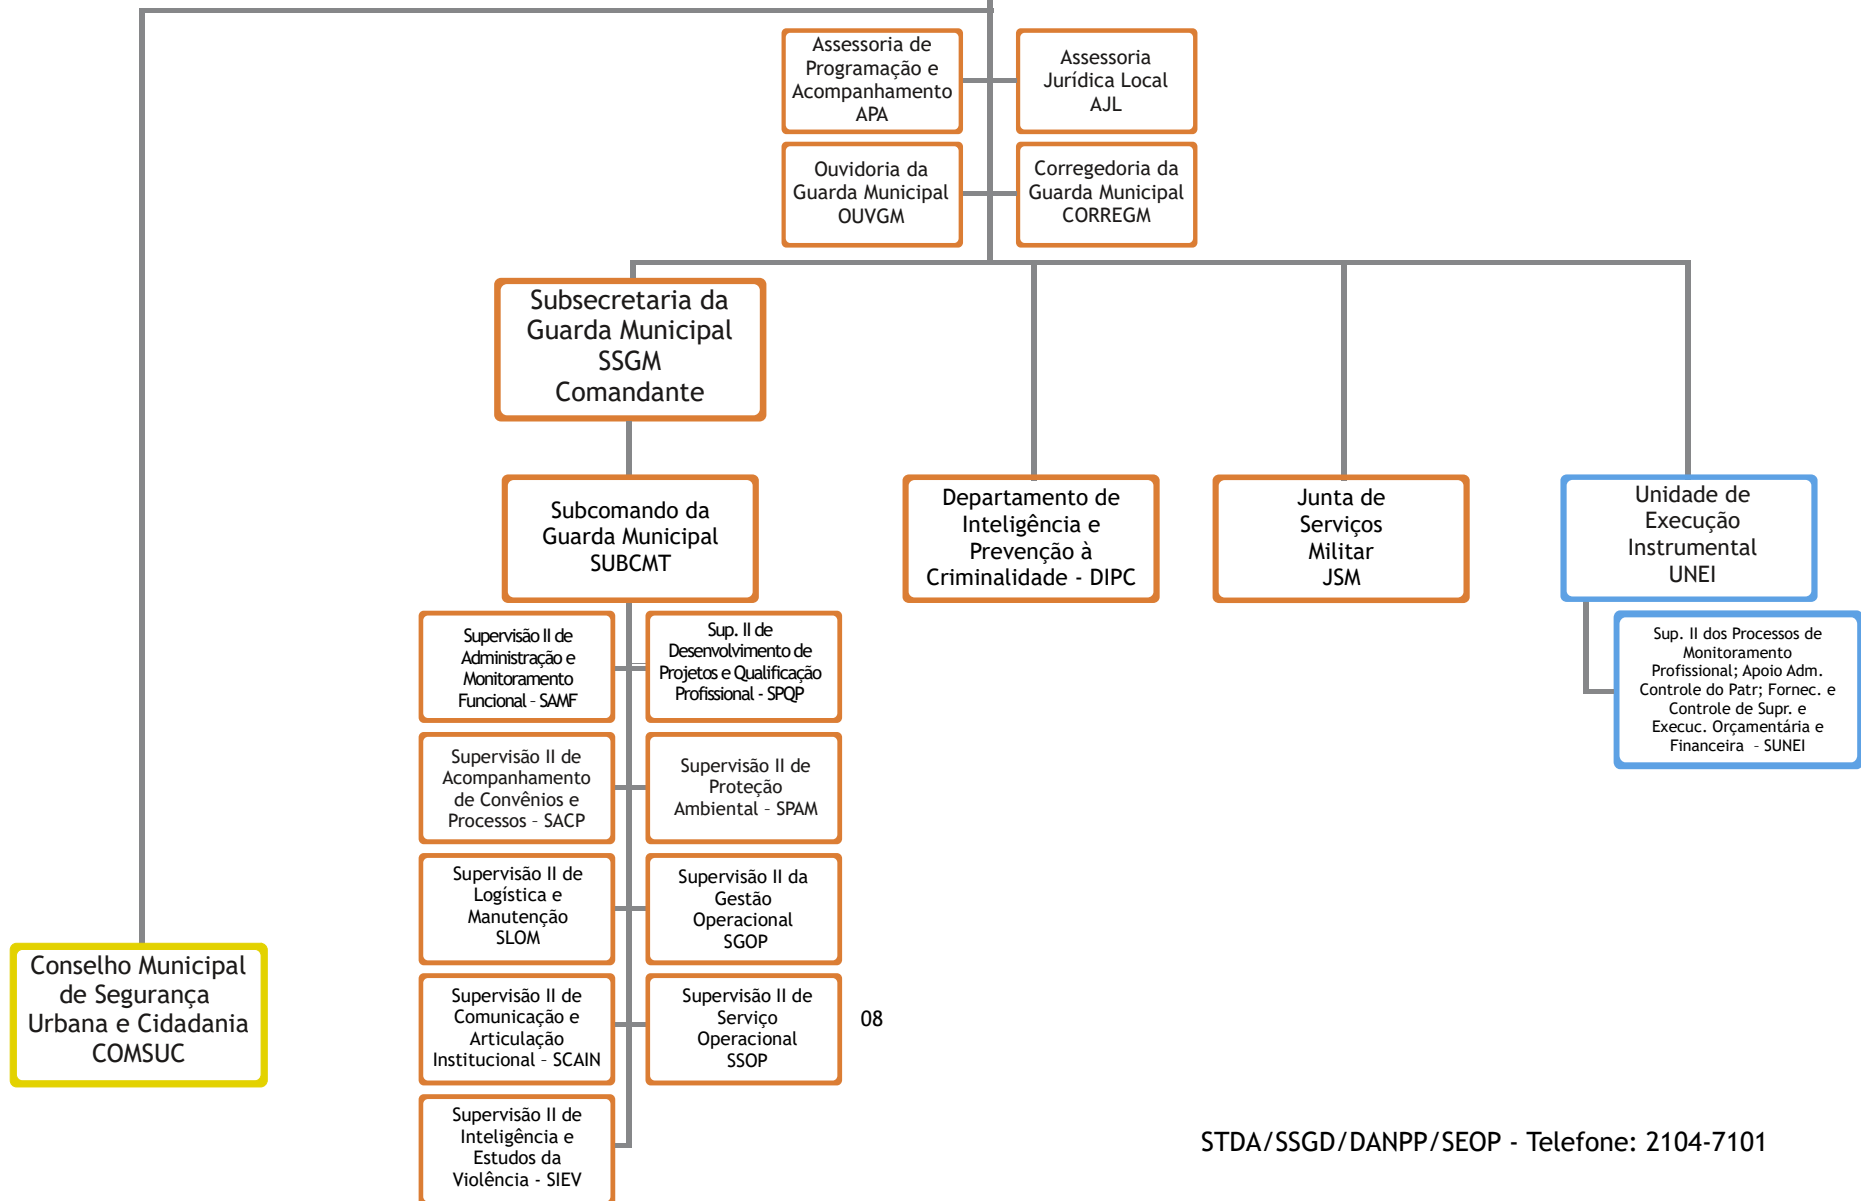 Assessoria de
Programação e
Acompanhamento
APA
Assessoria
Jurídica Local
AJL
Ouvidoria da
Guarda Municipal
OUVGM
Corregedoria da
Guarda Municipal
CORREGM
Subsecretaria da
Guarda Municipal
SSGM
Comandante
Subcomando da
Guarda Municipal
SUBCMT
Departamento de
Inteligência e
Prevenção à
Criminalidade - DIPC
Junta de
Serviços
Militar
JSM
Unidade de
Execução
Instrumental
UNEI
Supervisão II de
Administração e
Monitoramento
Funcional - SAMF
Sup. II de
Desenvolvimento de
Projetos e Qualificação
Profissional - SPQP
Sup. II dos Processos de
Monitoramento
Profissional; Apoio Adm.
Controle do Patr; Fornec. e
Controle de Supr. e
Execuc. Orçamentária e
Financeira - SUNEI
Supervisão II de
Acompanhamento
de Convênios e
Processos - SACP
Supervisão II de
Proteção
Ambiental - SPAM
Supervisão II de
Logística e
Manutenção
SLOM
Supervisão II da
Gestão
Operacional
SGOP
Conselho Municipal
de Segurança
Urbana e Cidadania
COMSUC
Supervisão II de
Comunicação e
Articulação
Institucional - SCAIN
Supervisão II de
Serviço
Operacional
SSOP
08
Supervisão II de
Inteligência e
Estudos da
Violência - SIEV
STDA/SSGD/DANPP/SEOP - Telefone: 2104-7101